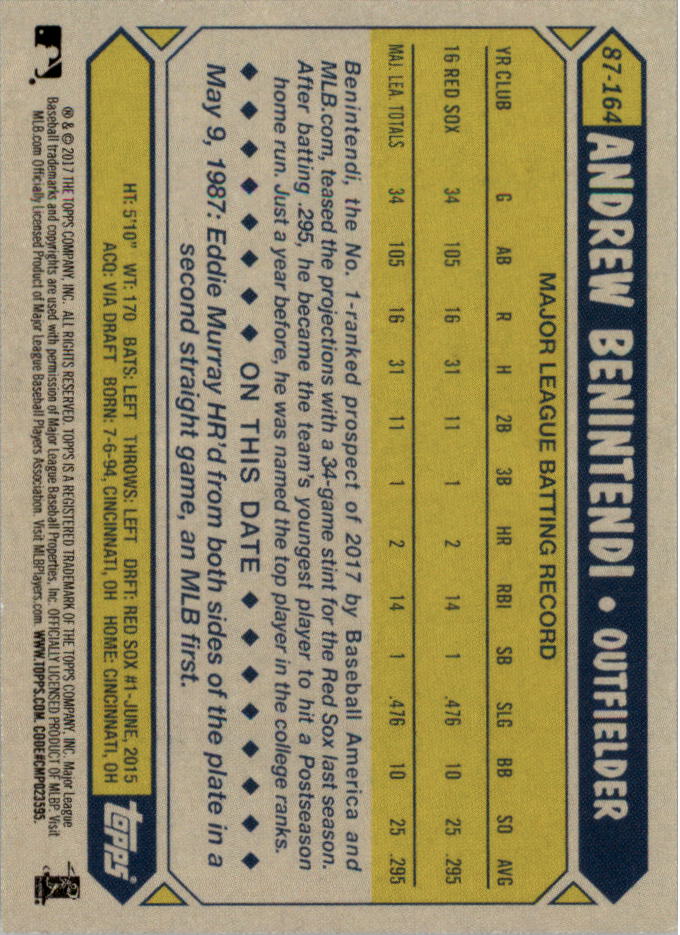 87-164
ANDREW BENINTENDI • OUTFIELDER
MAJOR LEAGUE BATTING RECORD
YR CLUB G AB R H 2B 3B HR RBI SB SLG BB SO AVG
16 RED SOX 34 105 16 31 11 1 2 14 1 .476 10 25 .295
MAJ. LEA. TOTALS 34 105 16 31 11 1 2 14 1 .476 10 25 .295
Benintendi, the No. 1-ranked prospect of 2017 by Baseball America and
MLB.com, teased the projections with a 34-game stint for the Red Sox last season.
After batting .295, he became the team's youngest player to hit a Postseason
home run. Just a year before, he was named the top player in the college ranks.
◆ ◆ ◆ ◆ ◆ ◆ ◆ ON THIS DATE ◆ ◆ ◆ ◆ ◆ ◆ ◆
May 9, 1987: Eddie Murray HR'd from both sides of the plate in a
second straight game, an MLB first.
HT: 5'10" WT: 170 BATS: LEFT THROWS: LEFT DRFT: RED SOX #1-JUNE, 2015
ACQ: VIA DRAFT BORN: 7-6-94, CINCINNATI, OH HOME: CINCINNATI, OH
topps
® & © 2017 THE TOPPS COMPANY, INC. ALL RIGHTS RESERVED. TOPPS IS A REGISTERED TRADEMARK OF THE TOPPS COMPANY, INC. Major League
Baseball trademarks and copyrights are used with permission of Major League Baseball Properties, Inc. OFFICIALLY LICENSED PRODUCT OF MLBP. Visit
MLB.com Officially Licensed Product of Major League Baseball Players Association. Visit MLBPlayers.com. WWW.TOPPS.COM. CODE#CMP023595.